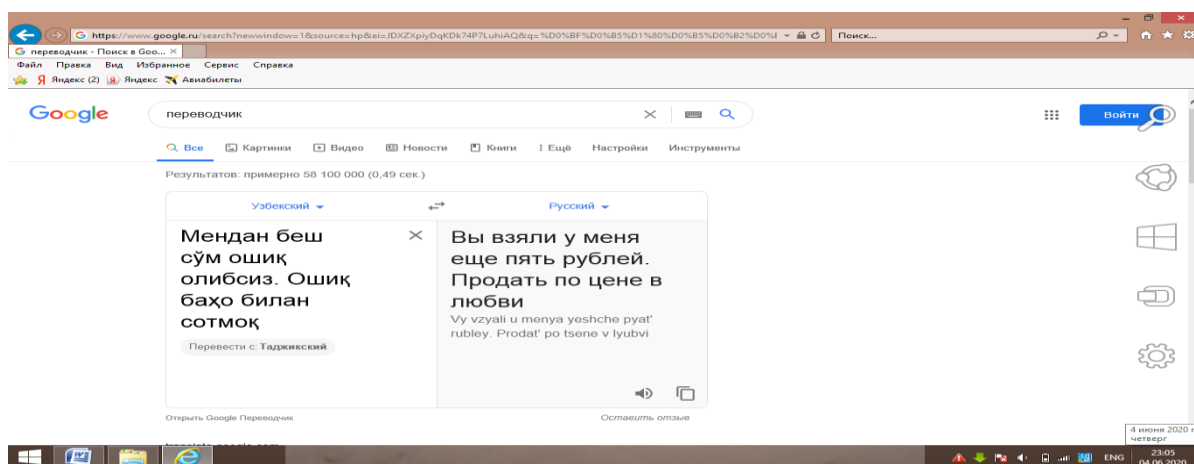 https://www.google.ru/search?newwindow=1&source=hp&ei=JDXZXpiyDqKDk74P7LuhiAQ&q=%D0%BF%D0%B5%D1%80%D0%B5%D0%B2%D0%
Поиск...
переводчик - Поиск в Goo...
Файл Правка Вид Избранное Сервис Справка
Яндекс (2) Яндекс Авиабилеты
Google
переводчик
Войти
Все Картинки Видео Новости Книги Ещё Настройки Инструменты
Результатов: примерно 58 100 000 (0,49 сек.)
Узбекский Русский
Мендан беш
сўм ошиқ
олибсиз. Ошиқ
баҳо билан
сотмоқ
Перевести с: Таджикский
Вы взяли у меня
еще пять рублей.
Продать по цене в
любви
Vy vzyali u menya yeshche pyat'
rubley. Prodat' po tsene v lyubvi
Открыть Google Переводчик
Оставить отзыв
4 июня 2020 г
четверг
ENG
23:05
04.06.2020